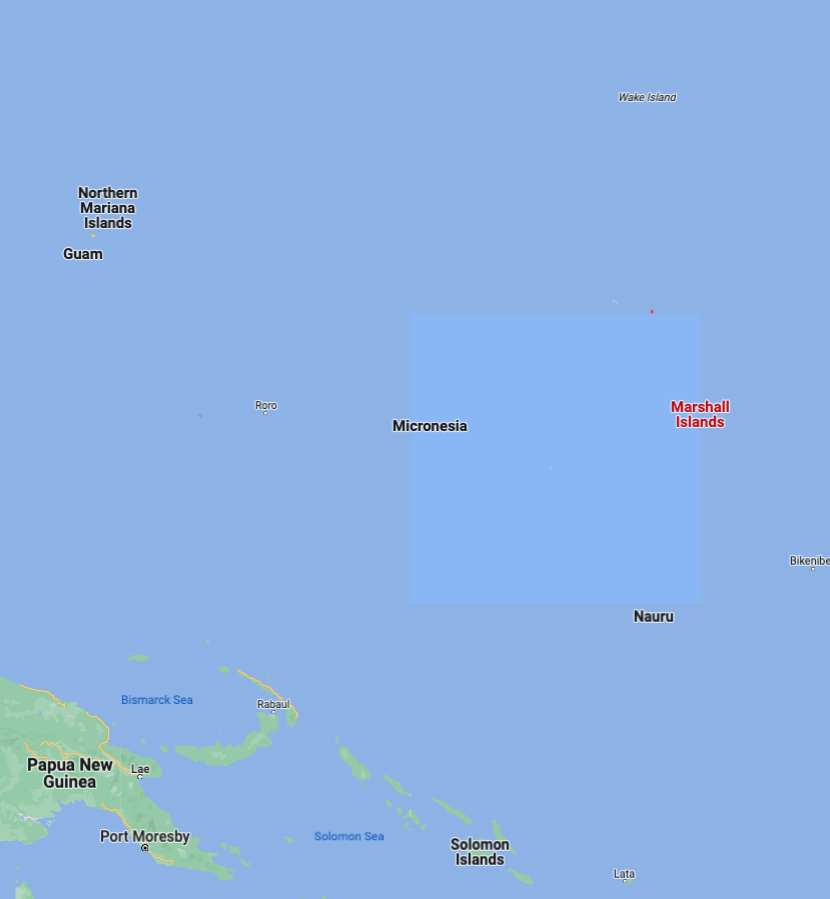 Wake Island
Northern
Mariana
Islands
Guam
Roro
Marshall
Islands
Micronesia
Bikenibe
Nauru
Bismarck Sea
Rabaul
Papua New
Guinea
Lae
Port Moresby
Solomon Sea
Solomon
Islands
Lata